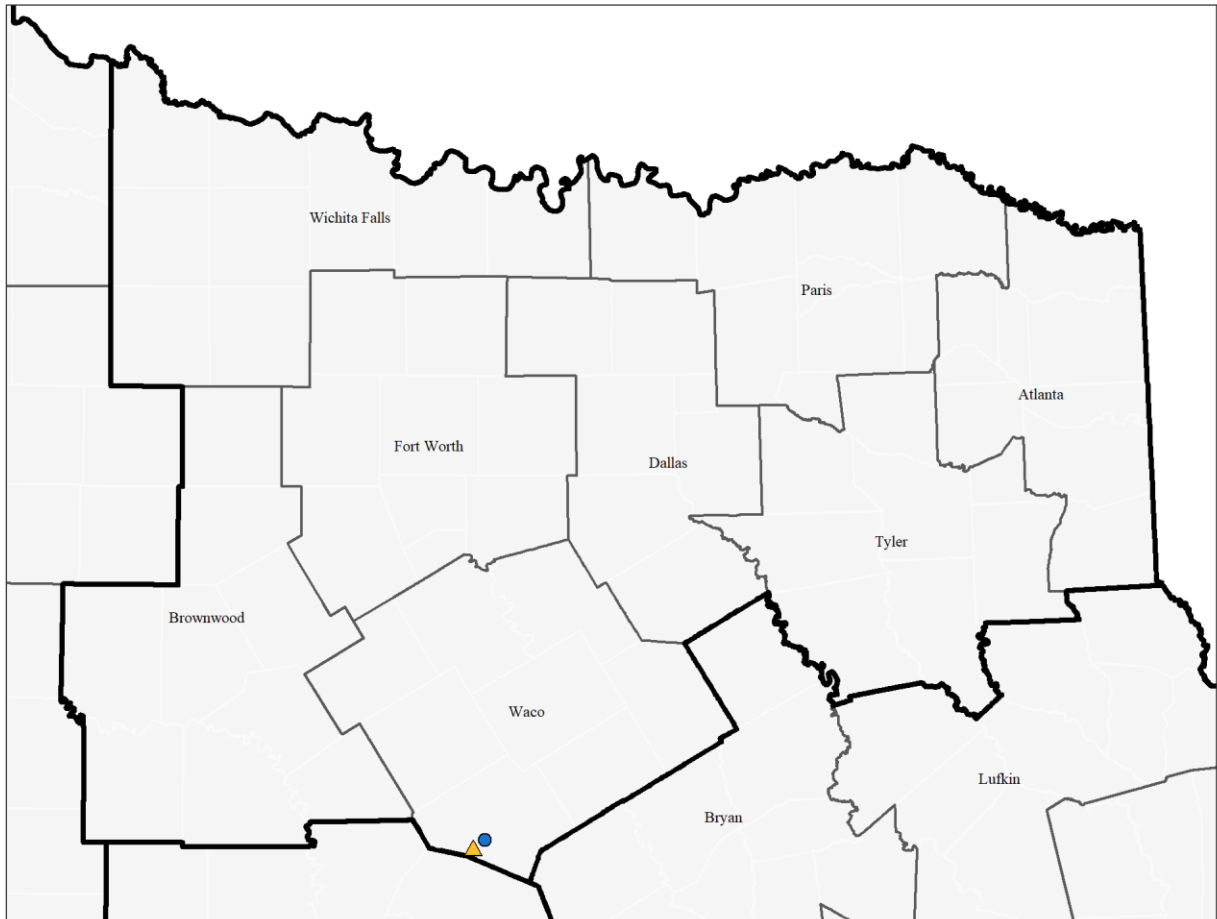 Wichita Falls
Paris
Atlanta
Fort Worth
Dallas
Tyler
Brownwood
Waco
Lufkin
Bryan